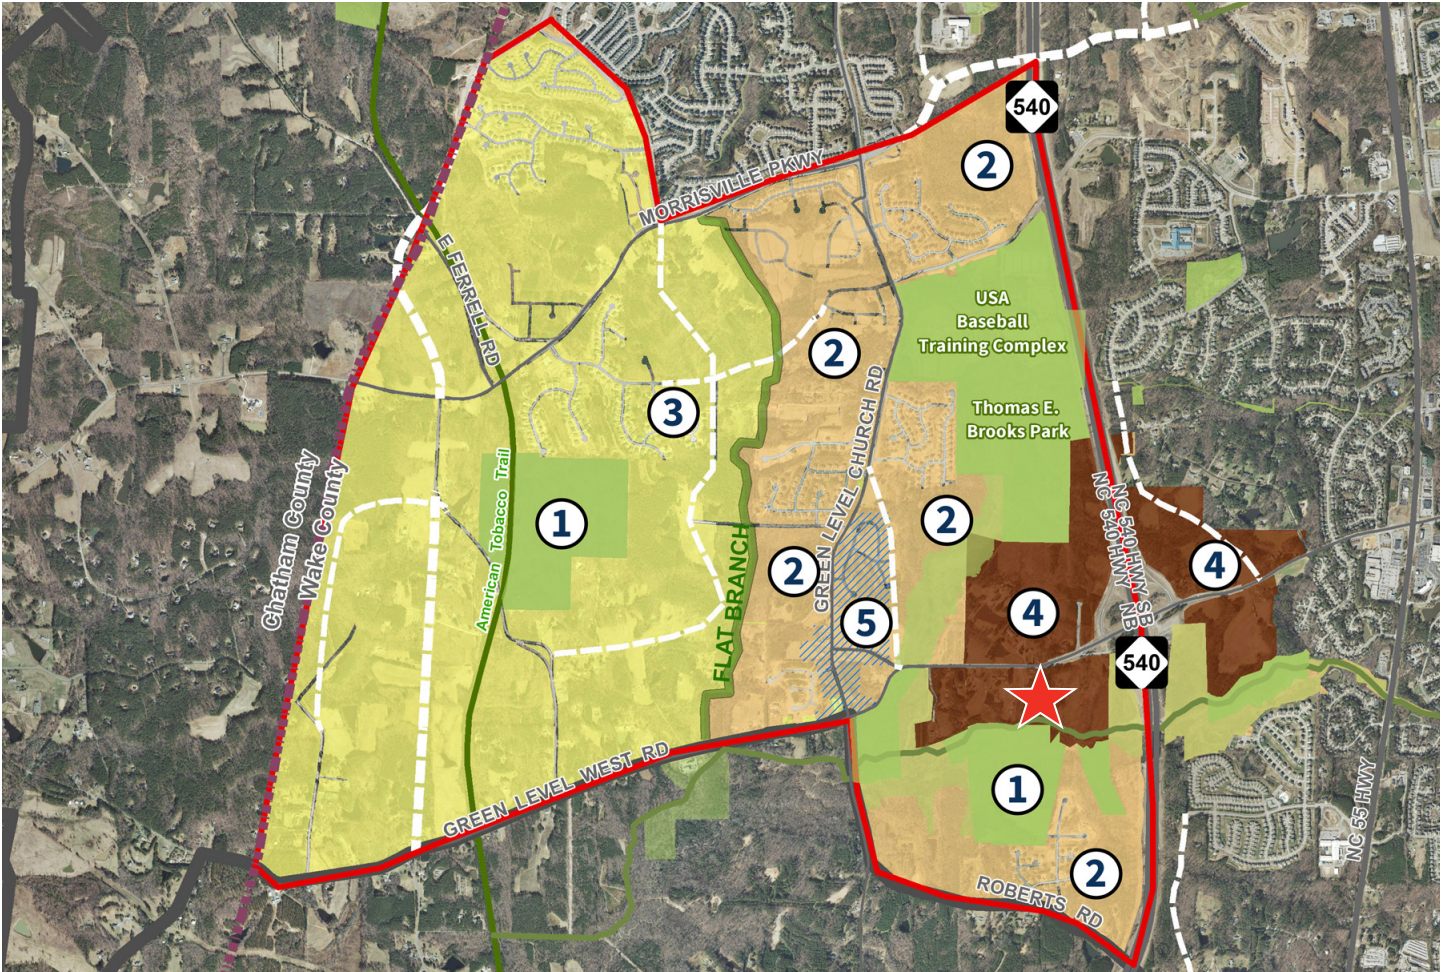 540
2
MORRISVILLE PKWY
E FERRELL RD
USA
Baseball
Training Complex
2
Thomas E.
Brooks Park
3
GREEN LEVEL CHURCH RD
Chatham County
Wake County
American Tobacco Trail
1
FLAT BRANCH
2
2
NC 540 HWY SB
NC 540 HWY NB
4
4
5
540
GREEN LEVEL WEST RD
1
NC 55 HWY
2
ROBERTS RD